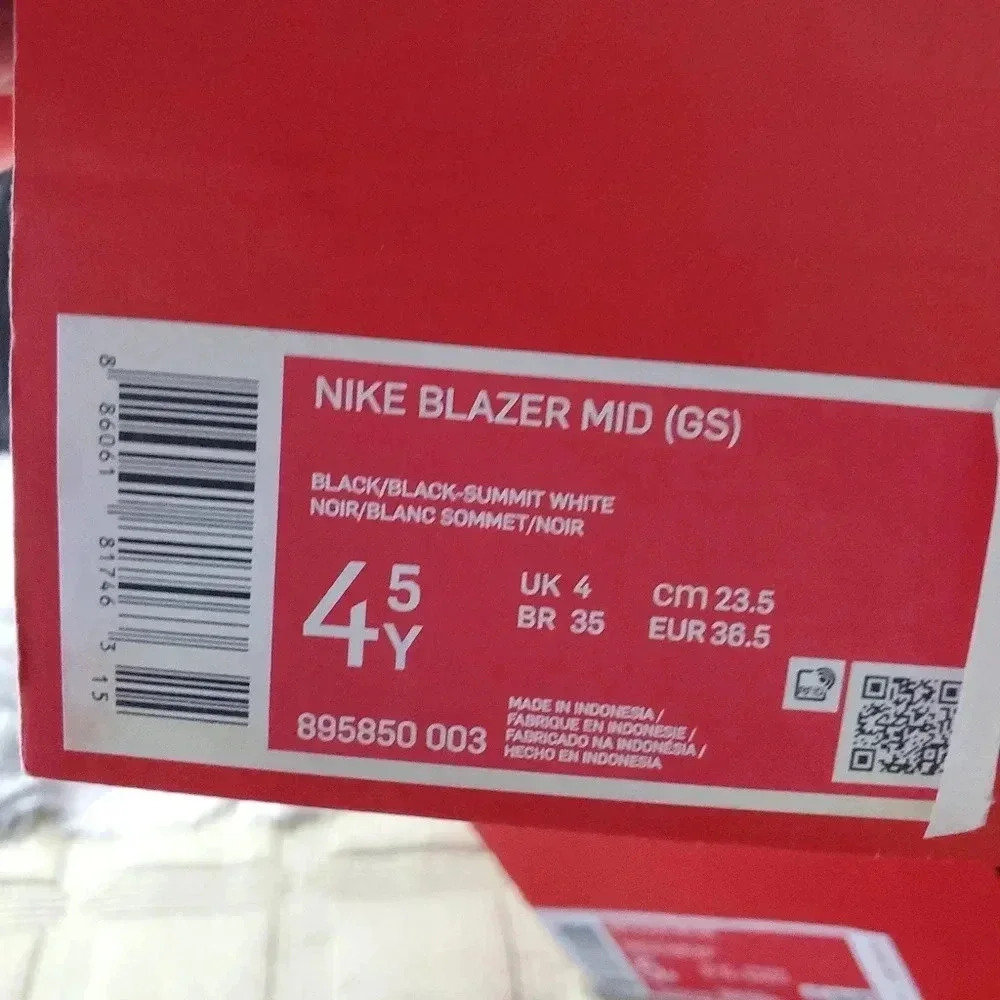 NIKE BLAZER MID (GS)
BLACK/BLACK-SUMMIT WHITE
NOIR/BLANC SOMMET/NOIR
4 5 Y
UK 4 cm 23.5
BR 35 EUR 36.5
895850 003
MADE IN INDONESIA /
FABRIQUE EN INDONESIE /
FABRICADO NA INDONÉSIA /
HECHO EN INDONESIA
RFID
8 86061 81746 3 15